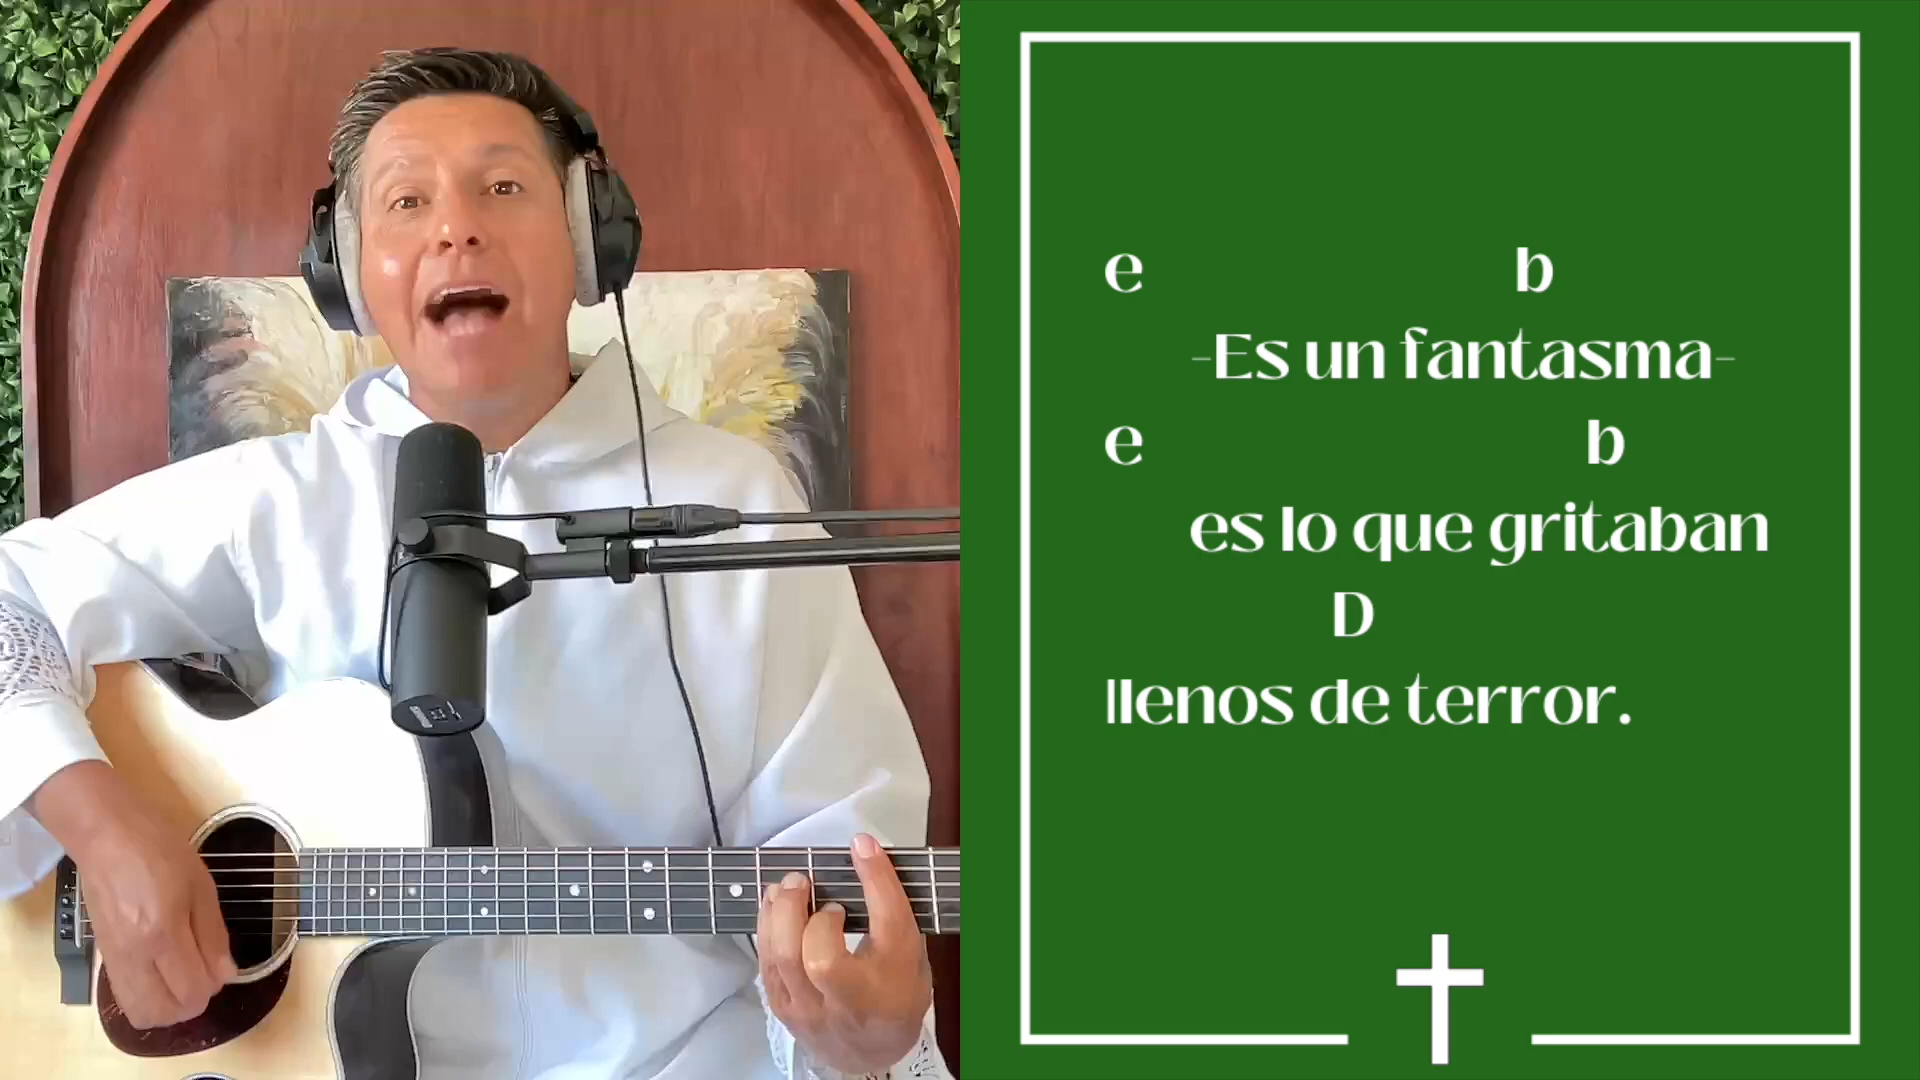 e b
-Es un fantasma-
e b
es lo que gritaban
D
llenos de terror.